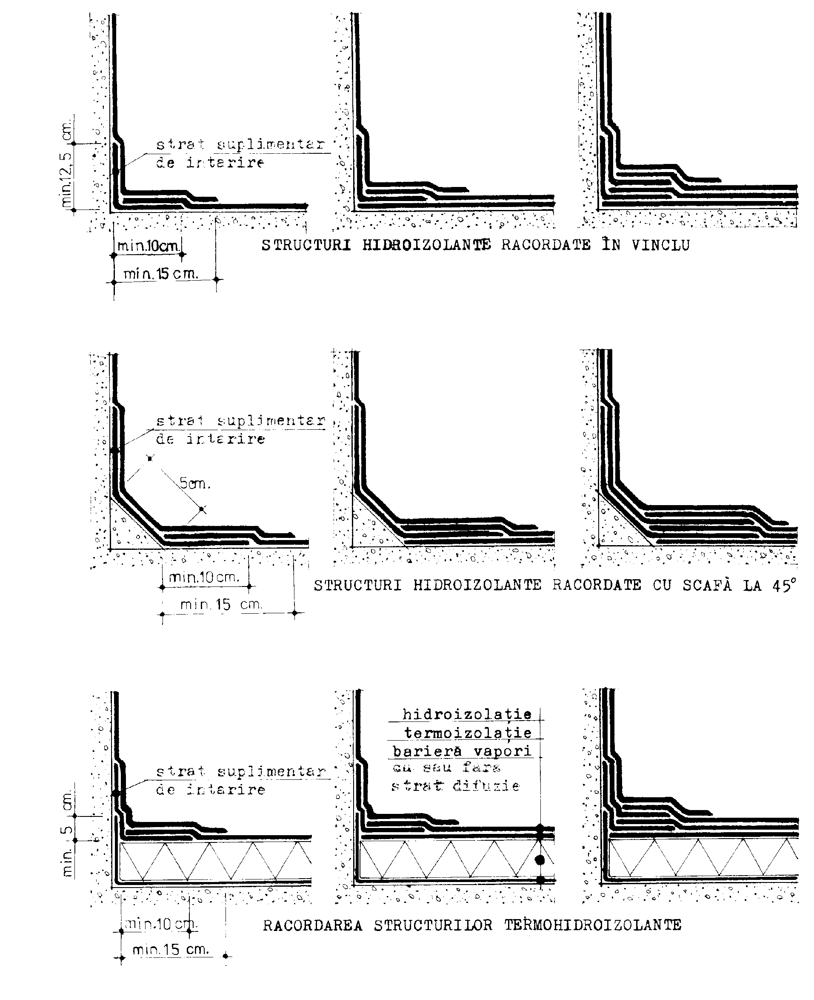 min.12,5 cm.
strat suplimentar
de intarire
min.10cm.
min.15 cm.
STRUCTURI HIDROIZOLANTE RACORDATE ÎN VINCLU
strat suplimentar
de intarire
5cm.
min.10cm.
min.15 cm.
STRUCTURI HIDROIZOLANTE RACORDATE CU SCAFĂ LA 45°
hidroizolație
termoizolație
barieră vapori
cu sau fara
strat difuzie
strat suplimentar
de intarire
min. 5 cm.
min.10 cm.
min.15 cm.
RACORDAREA STRUCTURILOR TERMOHIDROIZOLANTE